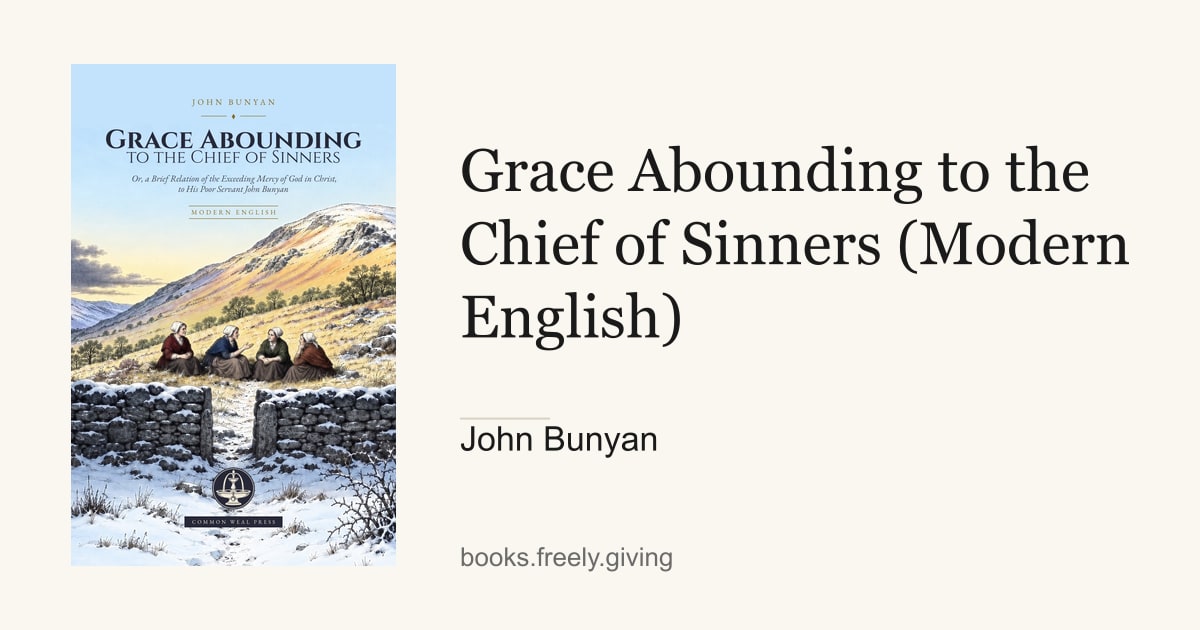 JOHN BUNYAN
GRACE ABOUNDING
TO THE CHIEF OF SINNERS
Or, a Brief Relation of the Exceeding Mercy of God in Christ,
to His Poor Servant John Bunyan
MODERN ENGLISH
COMMON WEAL PRESS
Grace Abounding to the
Chief of Sinners (Modern
English)
John Bunyan
books.freely.giving